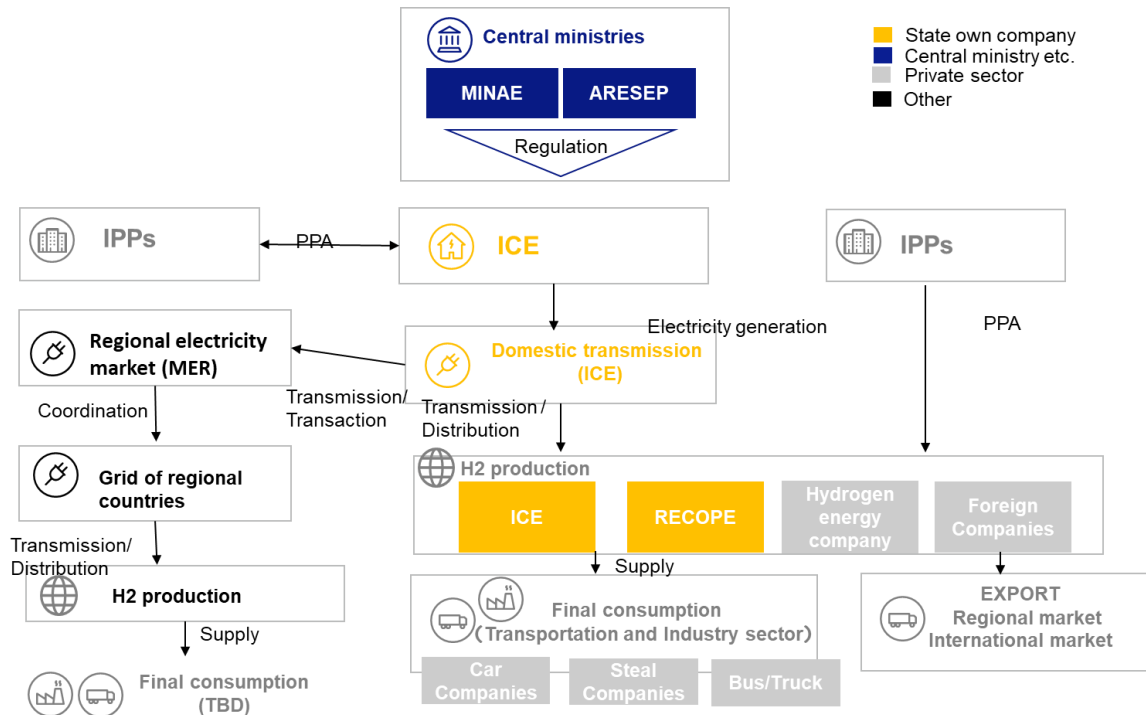 Central ministries
MINAE
ARESEP
Regulation
State own company
Central ministry etc.
Private sector
Other
IPPs
PPA
ICE
IPPs
Electricity generation
PPA
Regional electricity
market (MER)
Domestic transmission
(ICE)
Coordination
Transmission/
Transaction
Transmission /
Distribution
Grid of regional
countries
H2 production
ICE
RECOPE
Hydrogen
energy
company
Foreign
Companies
Transmission/
Distribution
H2 production
Supply
Final consumption
(TBD)
Supply
Final consumption
(Transportation and Industry sector)
Car
Companies
Steal
Companies
Bus/Truck
EXPORT
Regional market
International market